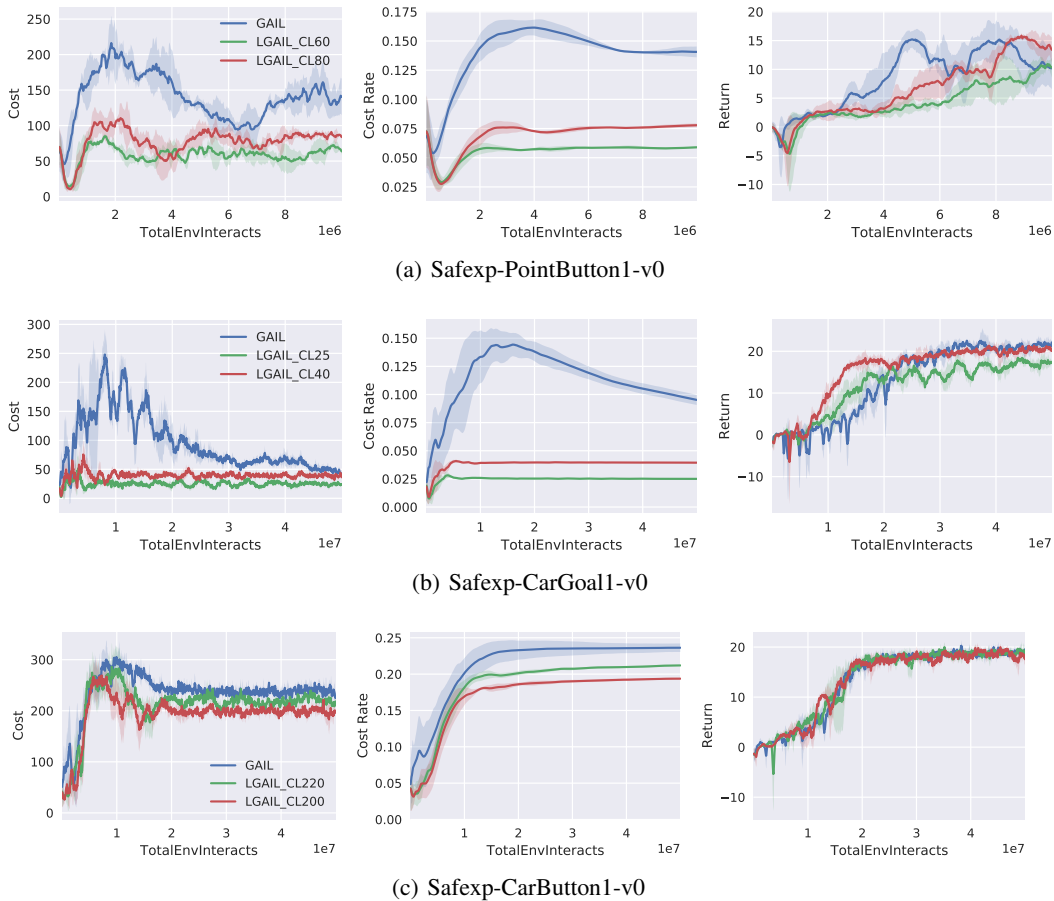 GAIL
LGAIL_CL60
LGAIL_CL80
Cost
250
200
150
100
50
0
2
4
6
8
1e6
TotalEnvInteracts
Cost Rate
0.175
0.150
0.125
0.100
0.075
0.050
0.025
2
4
6
8
1e6
TotalEnvInteracts
Return
20
15
10
5
0
−5
−10
2
4
6
8
1e6
TotalEnvInteracts
(a) Safexp-PointButton1-v0
GAIL
LGAIL_CL25
LGAIL_CL40
Cost
300
250
200
150
100
50
0
1
2
3
4
1e7
TotalEnvInteracts
Cost Rate
0.150
0.125
0.100
0.075
0.050
0.025
0.000
1
2
3
4
1e7
TotalEnvInteracts
Return
20
10
0
−10
1
2
3
4
1e7
TotalEnvInteracts
(b) Safexp-CarGoal1-v0
GAIL
LGAIL_CL220
LGAIL_CL200
Cost
300
200
100
0
1
2
3
4
1e7
TotalEnvInteracts
Cost Rate
0.25
0.20
0.15
0.10
0.05
0.00
1
2
3
4
1e7
TotalEnvInteracts
Return
20
10
0
−10
1
2
3
4
1e7
TotalEnvInteracts
(c) Safexp-CarButton1-v0